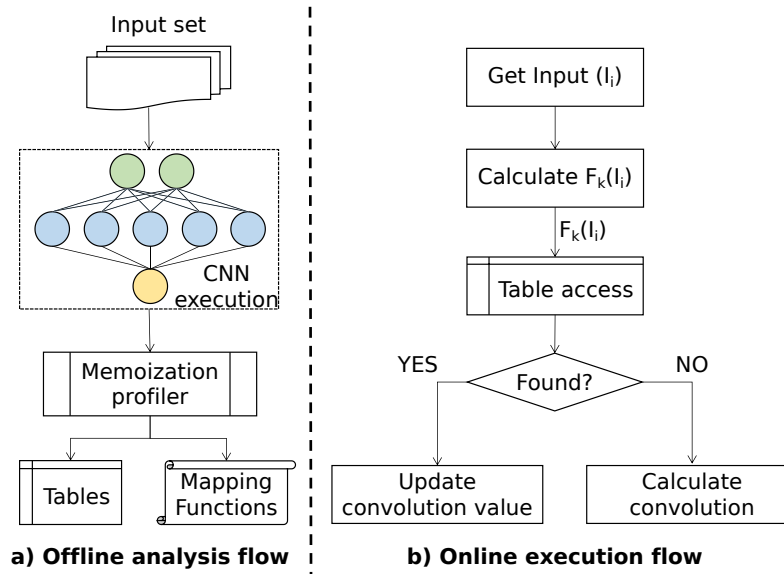 Input set
CNN
execution
Memoization
profiler
Tables
Mapping
Functions
a) Offline analysis flow
Get Input (Iᵢ)
Calculate Fₖ(Iᵢ)
Fₖ(Iᵢ)
Table access
Found?
YES
NO
Update
convolution value
Calculate
convolution
b) Online execution flow